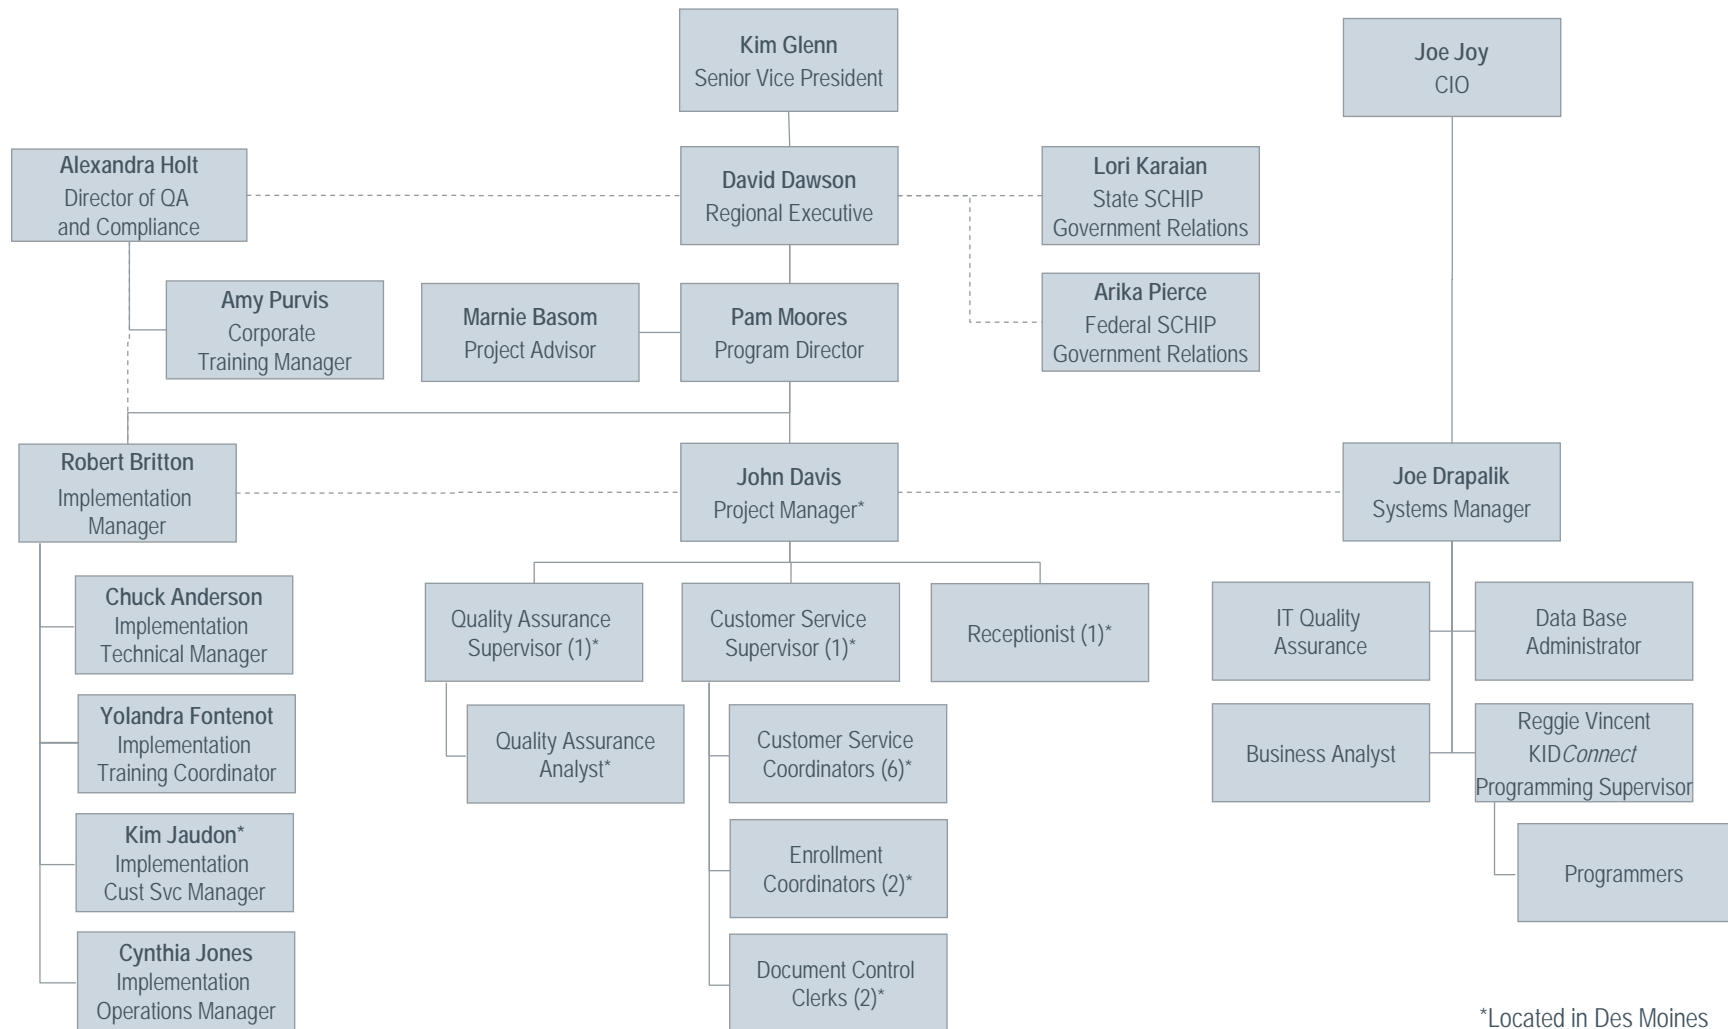 Kim Glenn
Senior Vice President
Joe Joy
CIO
Alexandra Holt
Director of QA
and Compliance
David Dawson
Regional Executive
Lori Karaian
State SCHIP
Government Relations
Amy Purvis
Corporate
Training Manager
Marnie Basom
Project Advisor
Pam Moores
Program Director
Arika Pierce
Federal SCHIP
Government Relations
Robert Britton
Implementation
Manager
John Davis
Project Manager*
Joe Drapalik
Systems Manager
Chuck Anderson
Implementation
Technical Manager
Yolandra Fontenot
Implementation
Training Coordinator
Kim Jaudon*
Implementation
Cust Svc Manager
Cynthia Jones
Implementation
Operations Manager
Quality Assurance
Supervisor (1)*
Quality Assurance
Analyst*
Customer Service
Supervisor (1)*
Customer Service
Coordinators (6)*
Enrollment
Coordinators (2)*
Document Control
Clerks (2)*
Receptionist (1)*
IT Quality
Assurance
Data Base
Administrator
Business Analyst
Reggie Vincent
KIDConnect
Programming Supervisor
Programmers
*Located in Des Moines